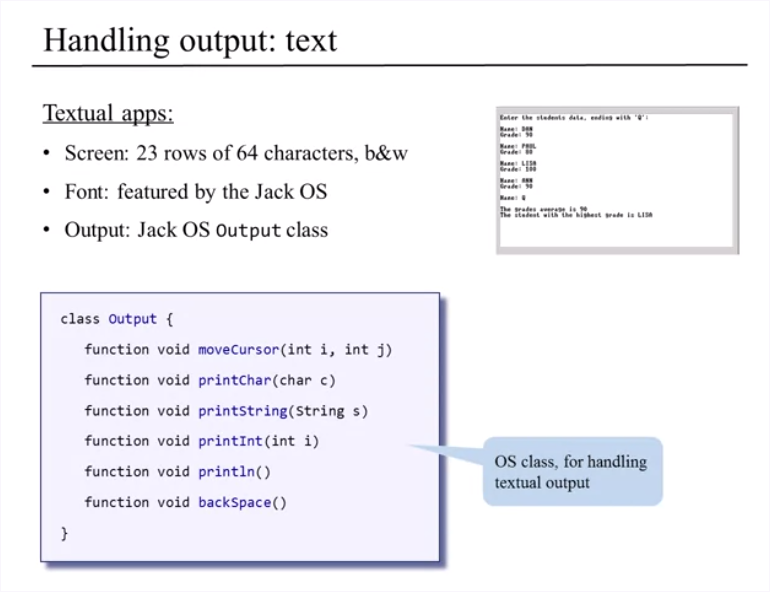 Handling output: text
Textual apps:
• Screen: 23 rows of 64 characters, b&w
• Font: featured by the Jack OS
• Output: Jack OS Output class
Enter the students data, ending with 'Q':
Name: DAN
Grade: 90
Name: PAUL
Grade: 80
Name: LISA
Grade: 100
Name: ANN
Grade: 90
Name: Q
The grades average is 90
The student with the highest grade is LISA
class Output {
function void moveCursor(int i, int j)
function void printChar(char c)
function void printString(String s)
function void printInt(int i)
function void println()
function void backSpace()
}
OS class, for handling
textual output